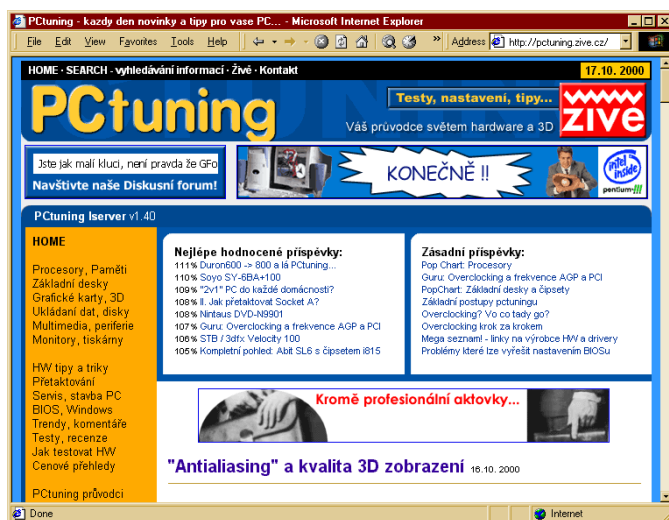 PCtuning - kazdy den novinky a tipy pro vase PC... - Microsoft Internet Explorer
File Edit View Favorites Tools Help » Address http://pctuning.zive.cz/
HOME · SEARCH - vyhledávání informací · Živě · Kontakt
17.10. 2000
PCtuning
Testy, nastavení, tipy...
Váš průvodce světem hardware a 3D
ZIVE
Jste jak malí kluci, není pravda že GFo
Navštivte naše Diskusní forum!
KONEČNĚ !!
intel inside
pentium III
PCtuning Iserver v1.40
HOME
Procesory, Paměti
Základní desky
Grafické karty, 3D
Ukládání dat, disky
Multimedia, periferie
Monitory, tiskárny
HW tipy a triky
Přetaktování
Servis, stavba PC
BIOS, Windows
Trendy, komentáře
Testy, recenze
Jak testovat HW
Cenové přehledy
PCtuning průvodci
Nejlépe hodnocené příspěvky:
111% Duron600 -> 800 a lá PCtuning...
110% Soyo SY-6BA+100
109% "2v1" PC do každé domácnosti?
108% II. Jak přetaktovat Socket A?
108% Nintaus DVD-N9901
107% Guru: Overclocking a frekvence AGP a PCI
106% STB / 3dfx Velocity 100
105% Kompletní pohled: Abit SL6 s čipsetem i815
Zásadní příspěvky:
Pop Chart: Procesory
Guru: Overclocking a frekvence AGP a PCI
PopChart: Základní desky a čipsety
Základní postupy pctuningu
Overclocking? Vo co tady go?
Overclocking krok za krokem
Mega seznam! - linky na výrobce HW a drivery
Problémy které lze vyřešit nastavením BIOSu
Kromě profesionální aktovky...
"Antialiasing" a kvalita 3D zobrazení 16.10. 2000
Done
Internet